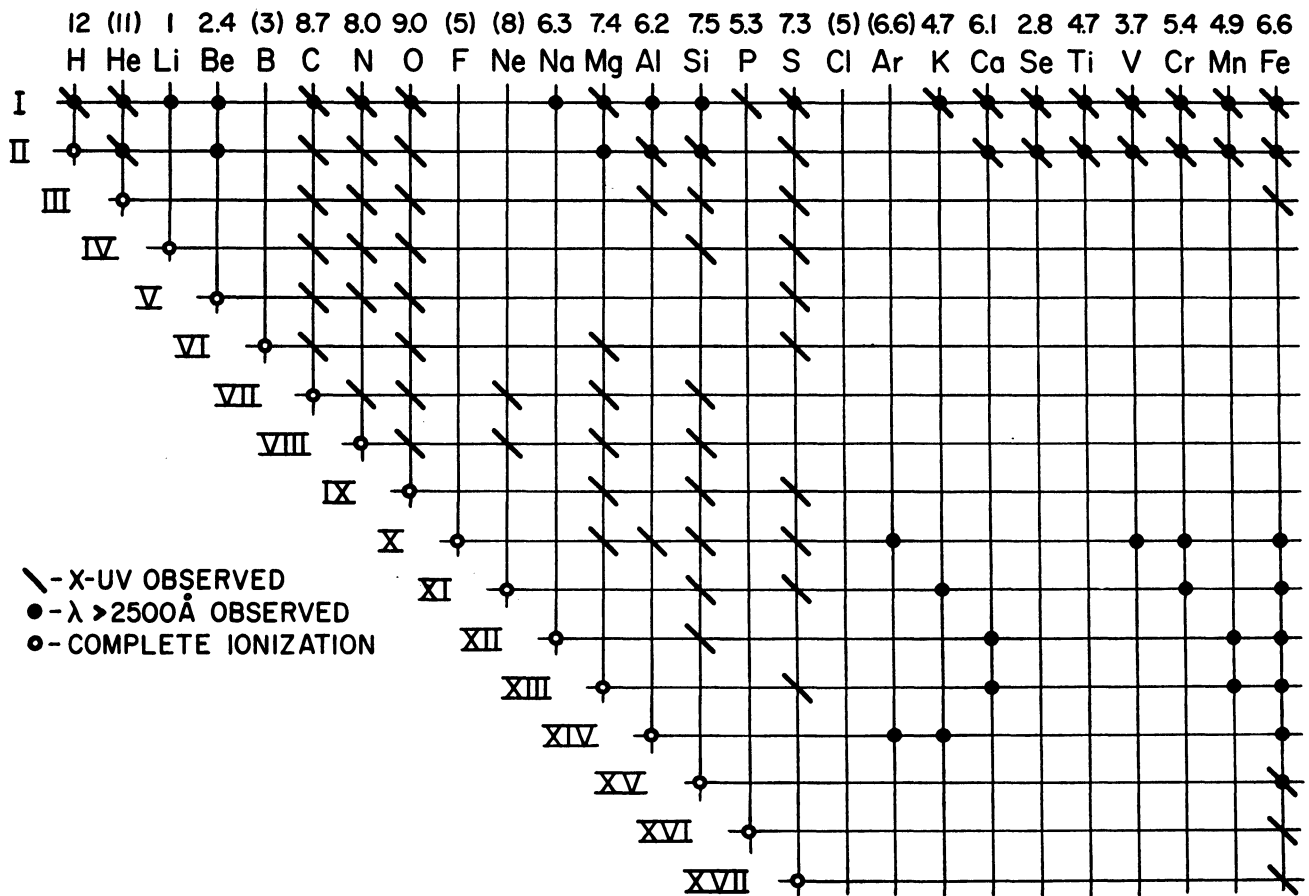 12 (11) 1 2.4 (3) 8.7 8.0 9.0 (5) (8) 6.3 7.4 6.2 7.5 5.3 7.3 (5) (6.6) 4.7 6.1 2.8 4.7 3.7 5.4 4.9 6.6
H He Li Be B C N O F Ne Na Mg Al Si P S Cl Ar K Ca Se Ti V Cr Mn Fe
I
II
III
IV
V
VI
VII
VIII
IX
X
\ - X-UV OBSERVED
XI
● - λ > 2500Å OBSERVED
XII
o - COMPLETE IONIZATION
XIII
XIV
XV
XVI
XVII